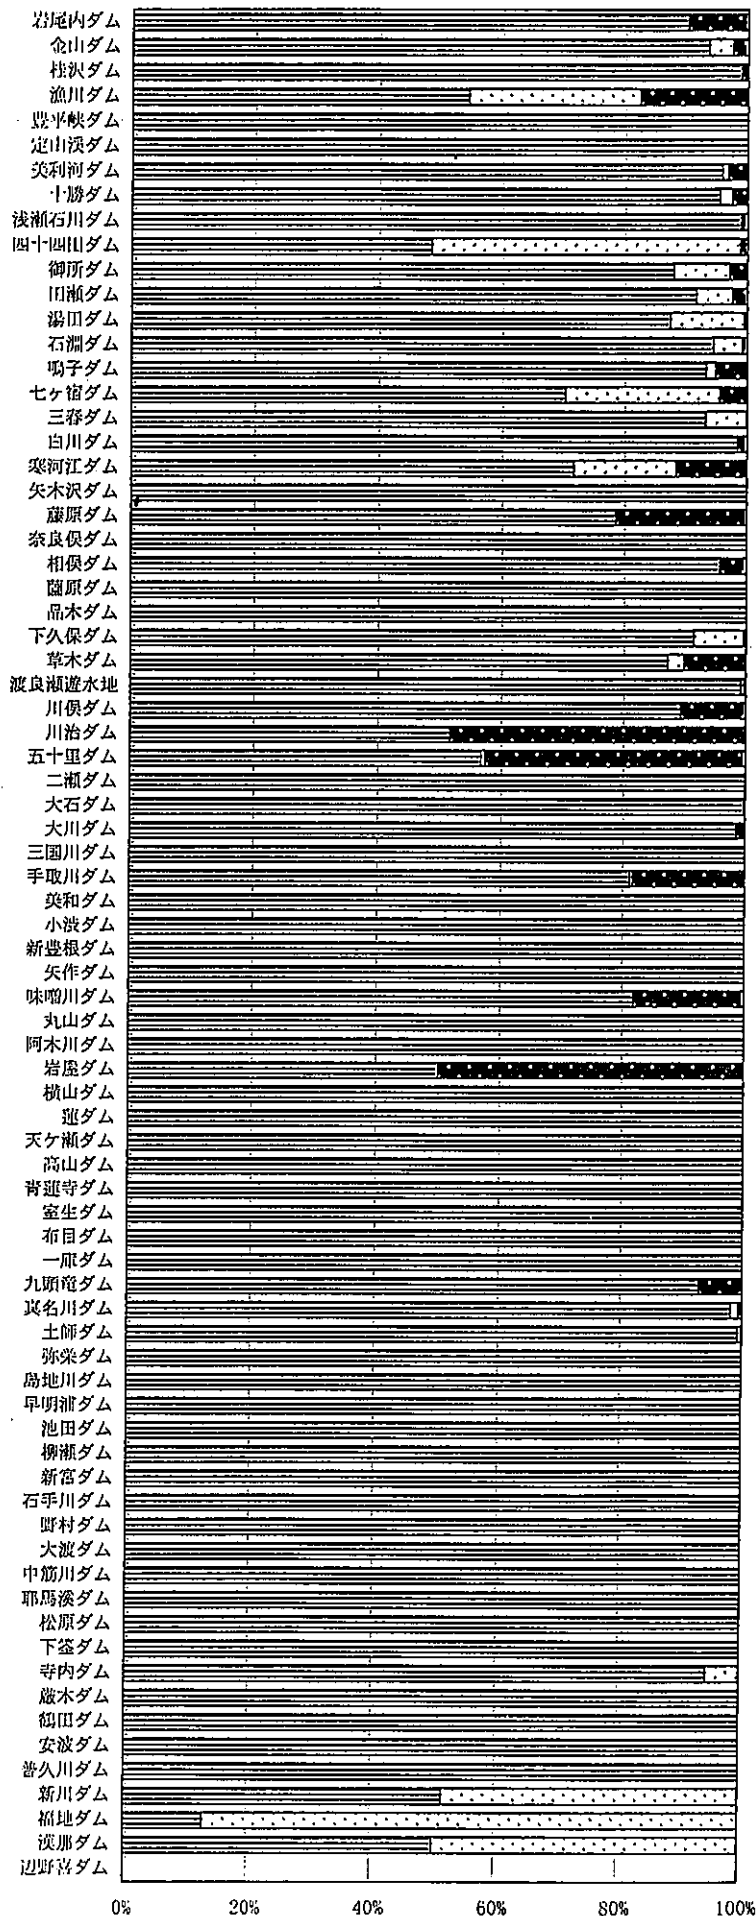 岩尾内ダム
金山ダム
桂沢ダム
漁川ダム
豊平峡ダム
定山渓ダム
美利河ダム
十勝ダム
浅瀬石川ダム
四十四田ダム
御所ダム
田瀬ダム
湯田ダム
石淵ダム
鳴子ダム
七ヶ宿ダム
三春ダム
白川ダム
寒河江ダム
矢木沢ダム
藤原ダム
奈良俣ダム
相俣ダム
薗原ダム
品木ダム
下久保ダム
草木ダム
渡良瀬遊水地
川俣ダム
川治ダム
五十里ダム
二瀬ダム
大石ダム
大川ダム
三国川ダム
手取川ダム
美和ダム
小渋ダム
新豊根ダム
矢作ダム
味噌川ダム
丸山ダム
阿木川ダム
岩屋ダム
横山ダム
蓮ダム
天ケ瀬ダム
高山ダム
青蓮寺ダム
室生ダム
布目ダム
一庫ダム
九頭竜ダム
真名川ダム
土師ダム
弥栄ダム
島地川ダム
早明浦ダム
池田ダム
柳瀬ダム
新宮ダム
石手川ダム
野村ダム
大渡ダム
中筋川ダム
耶馬溪ダム
松原ダム
下筌ダム
寺内ダム
厳木ダム
鶴田ダム
安波ダム
普久川ダム
新川ダム
福地ダム
漢那ダム
辺野喜ダム
0% 20% 40% 60% 80% 100%